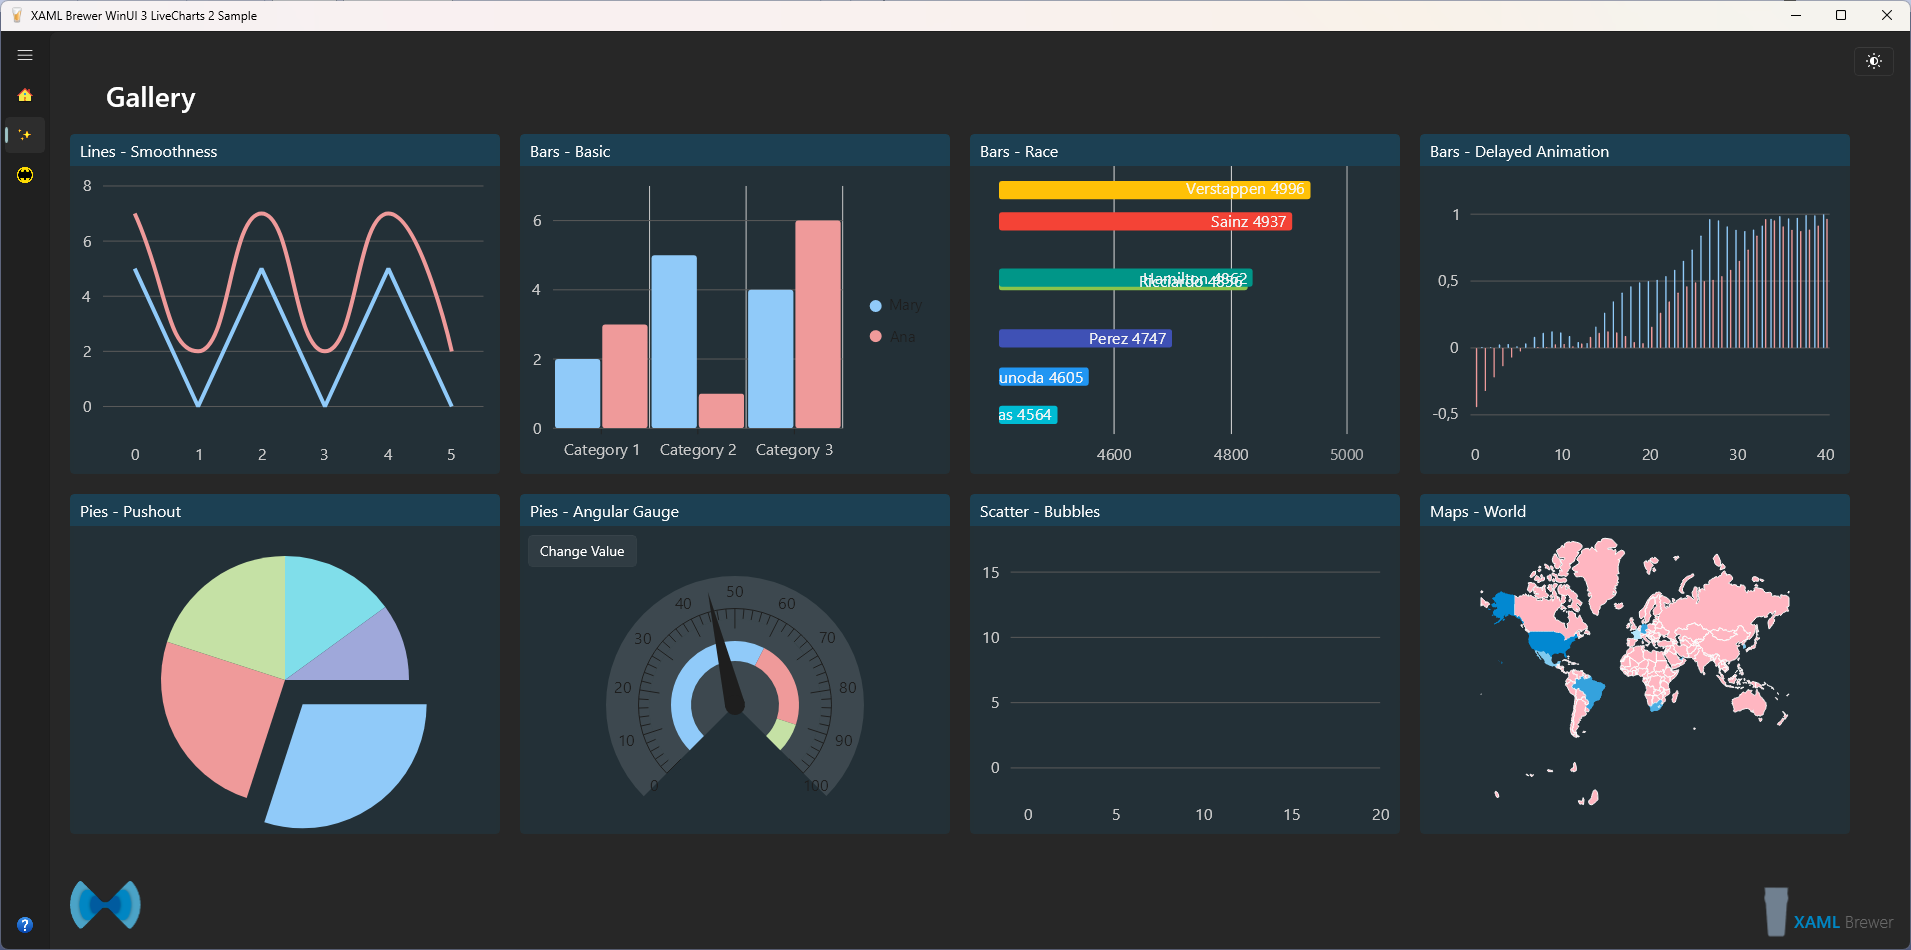 XAML Brewer WinUI 3 LiveCharts 2 Sample
Gallery
Lines - Smoothness
8
6
4
2
0
0 1 2 3 4 5
Bars - Basic
6
4
2
0
Category 1 Category 2 Category 3
Mary
Ana
Bars - Race
Verstappen 4996
Sainz 4937
Hamilton 4862
Ricciardo 4856
Perez 4747
unoda 4605
as 4564
4600 4800 5000
Bars - Delayed Animation
1
0,5
0
-0,5
0 10 20 30 40
Pies - Pushout
Pies - Angular Gauge
Change Value
0 10 20 30 40 50 60 70 80 90 100
Scatter - Bubbles
15
10
5
0
0 5 10 15 20
Maps - World
?
XAML Brewer